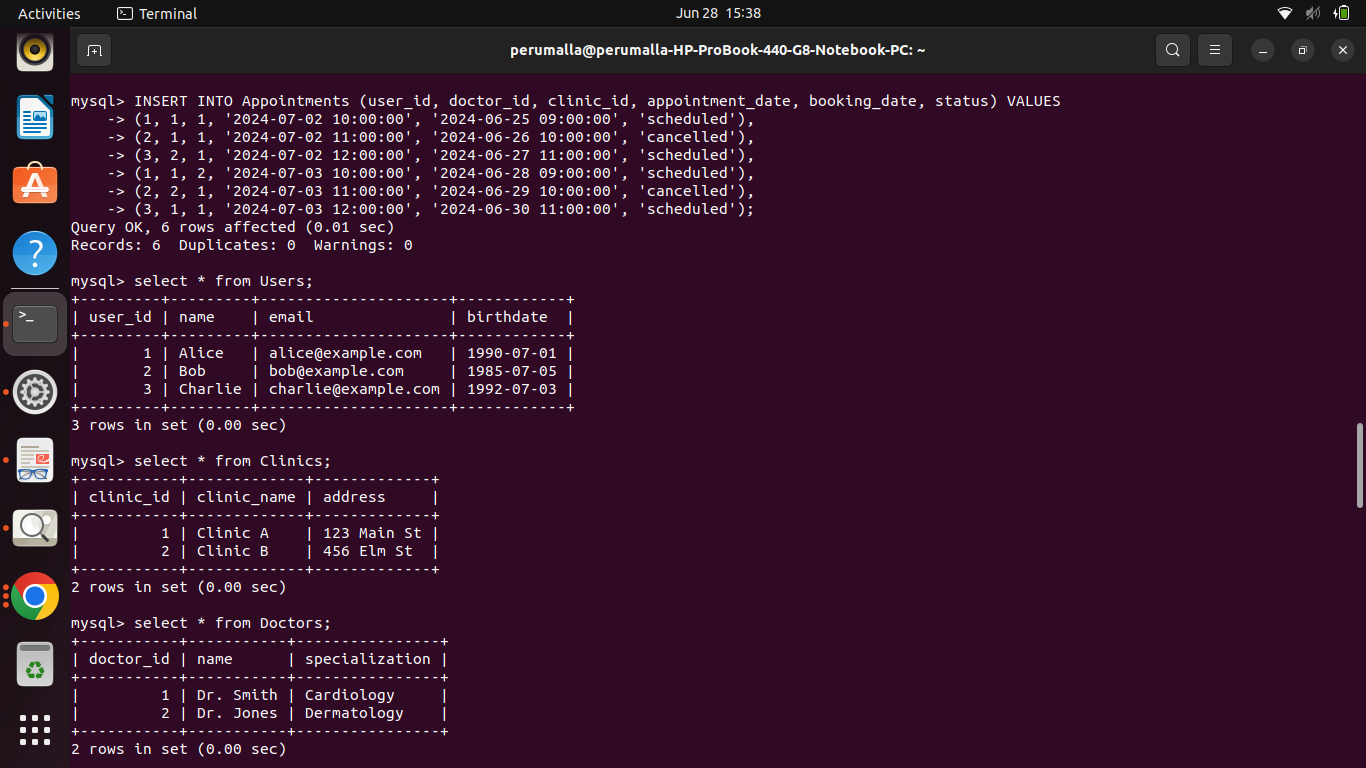 Activities
Terminal
Jun 28 15:38
perumalla@perumalla-HP-ProBook-440-G8-Notebook-PC: ~
mysql> INSERT INTO Appointments (user_id, doctor_id, clinic_id, appointment_date, booking_date, status) VALUES
    -> (1, 1, 1, '2024-07-02 10:00:00', '2024-06-25 09:00:00', 'scheduled'),
    -> (2, 1, 1, '2024-07-02 11:00:00', '2024-06-26 10:00:00', 'cancelled'),
    -> (3, 2, 1, '2024-07-02 12:00:00', '2024-06-27 11:00:00', 'scheduled'),
    -> (1, 1, 2, '2024-07-03 10:00:00', '2024-06-28 09:00:00', 'scheduled'),
    -> (2, 2, 1, '2024-07-03 11:00:00', '2024-06-29 10:00:00', 'cancelled'),
    -> (3, 1, 1, '2024-07-03 12:00:00', '2024-06-30 11:00:00', 'scheduled');
Query OK, 6 rows affected (0.01 sec)
Records: 6  Duplicates: 0  Warnings: 0
mysql> select * from Users;
+---------+---------+---------------------+------------+
| user_id | name    | email               | birthdate  |
+---------+---------+---------------------+------------+
|       1 | Alice   | alice@example.com   | 1990-07-01 |
|       2 | Bob     | bob@example.com     | 1985-07-05 |
|       3 | Charlie | charlie@example.com | 1992-07-03 |
+---------+---------+---------------------+------------+
3 rows in set (0.00 sec)
mysql> select * from Clinics;
+-----------+-------------+-------------+
| clinic_id | clinic_name | address     |
+-----------+-------------+-------------+
|         1 | Clinic A    | 123 Main St |
|         2 | Clinic B    | 456 Elm St  |
+-----------+-------------+-------------+
2 rows in set (0.00 sec)
mysql> select * from Doctors;
+-----------+-----------+----------------+
| doctor_id | name      | specialization |
+-----------+-----------+----------------+
|         1 | Dr. Smith | Cardiology     |
|         2 | Dr. Jones | Dermatology    |
+-----------+-----------+----------------+
2 rows in set (0.00 sec)